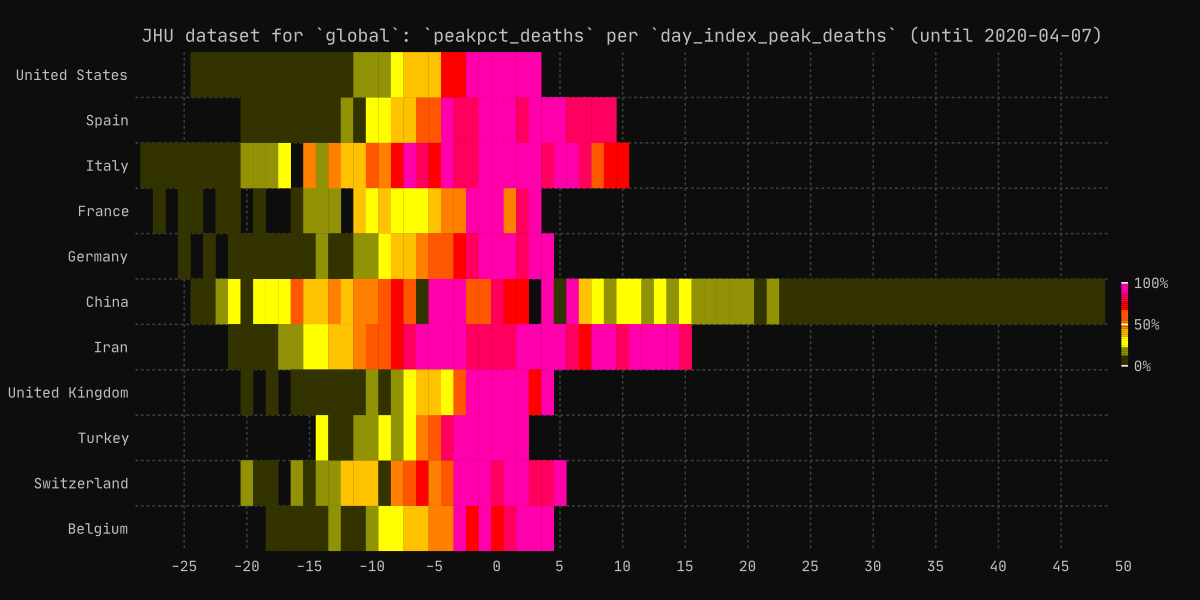 JHU dataset for `global`: `peakpct_deaths` per `day_index_peak_deaths` (until 2020-04-07)
United States
Spain
Italy
France
Germany
China
Iran
United Kingdom
Turkey
Switzerland
Belgium
100%
50%
0%
-25 -20 -15 -10 -5 0 5 10 15 20 25 30 35 40 45 50